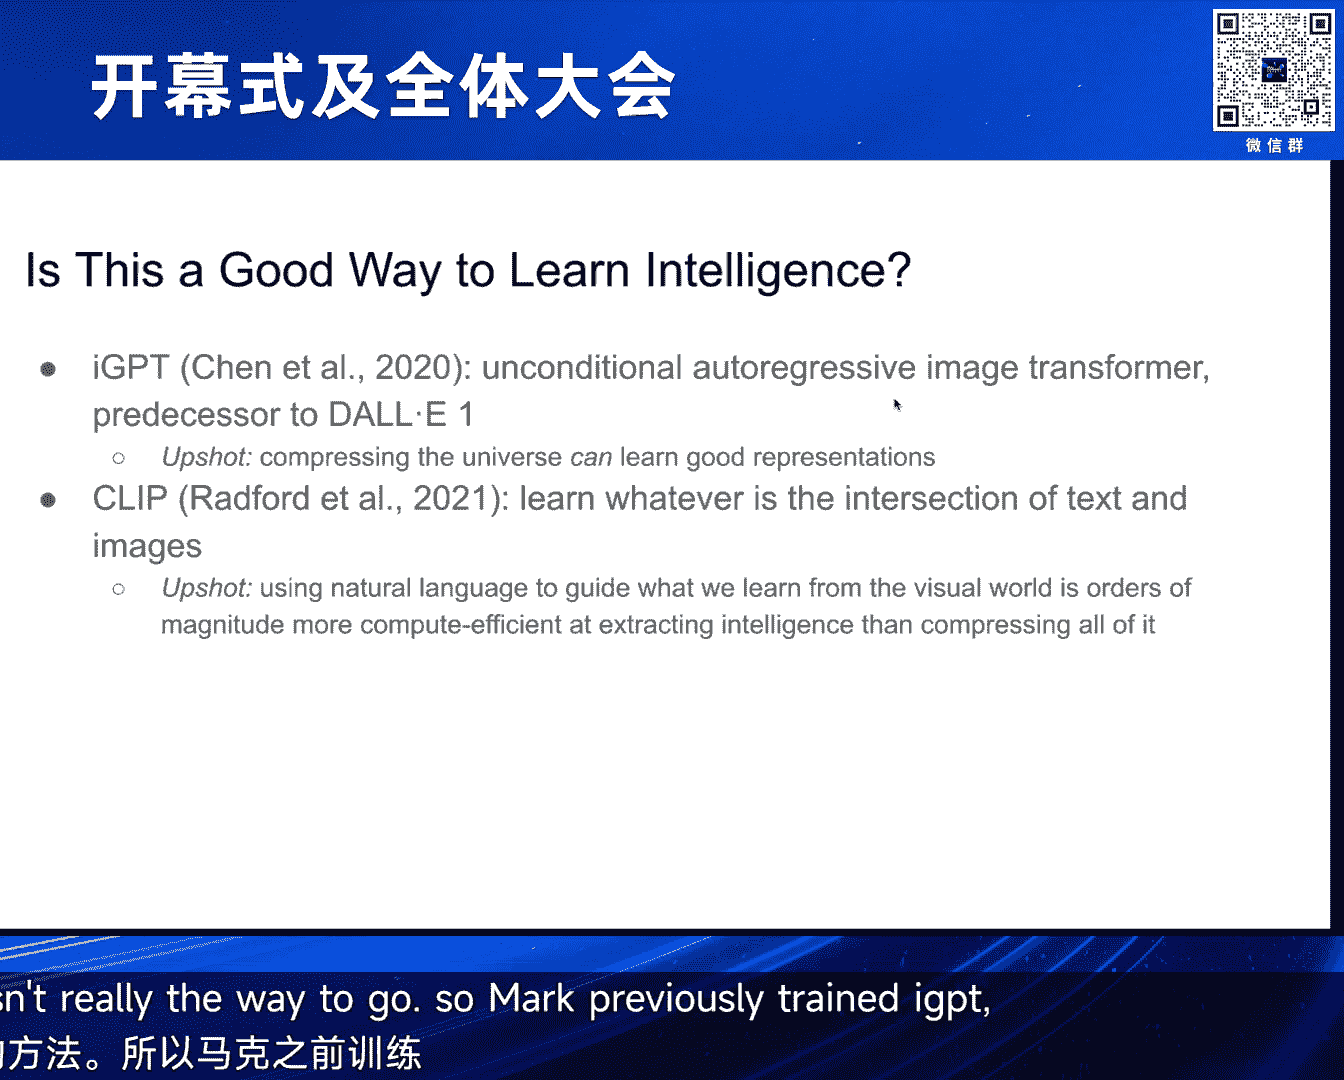 开幕式及全体大会
微信群
Is This a Good Way to Learn Intelligence?
● iGPT (Chen et al., 2020): unconditional autoregressive image transformer,
predecessor to DALL·E 1
○ Upshot: compressing the universe can learn good representations
● CLIP (Radford et al., 2021): learn whatever is the intersection of text and
images
○ Upshot: using natural language to guide what we learn from the visual world is orders of
magnitude more compute-efficient at extracting intelligence than compressing all of it
sn't really the way to go. so Mark previously trained igpt,
方法。所以马克之前训练